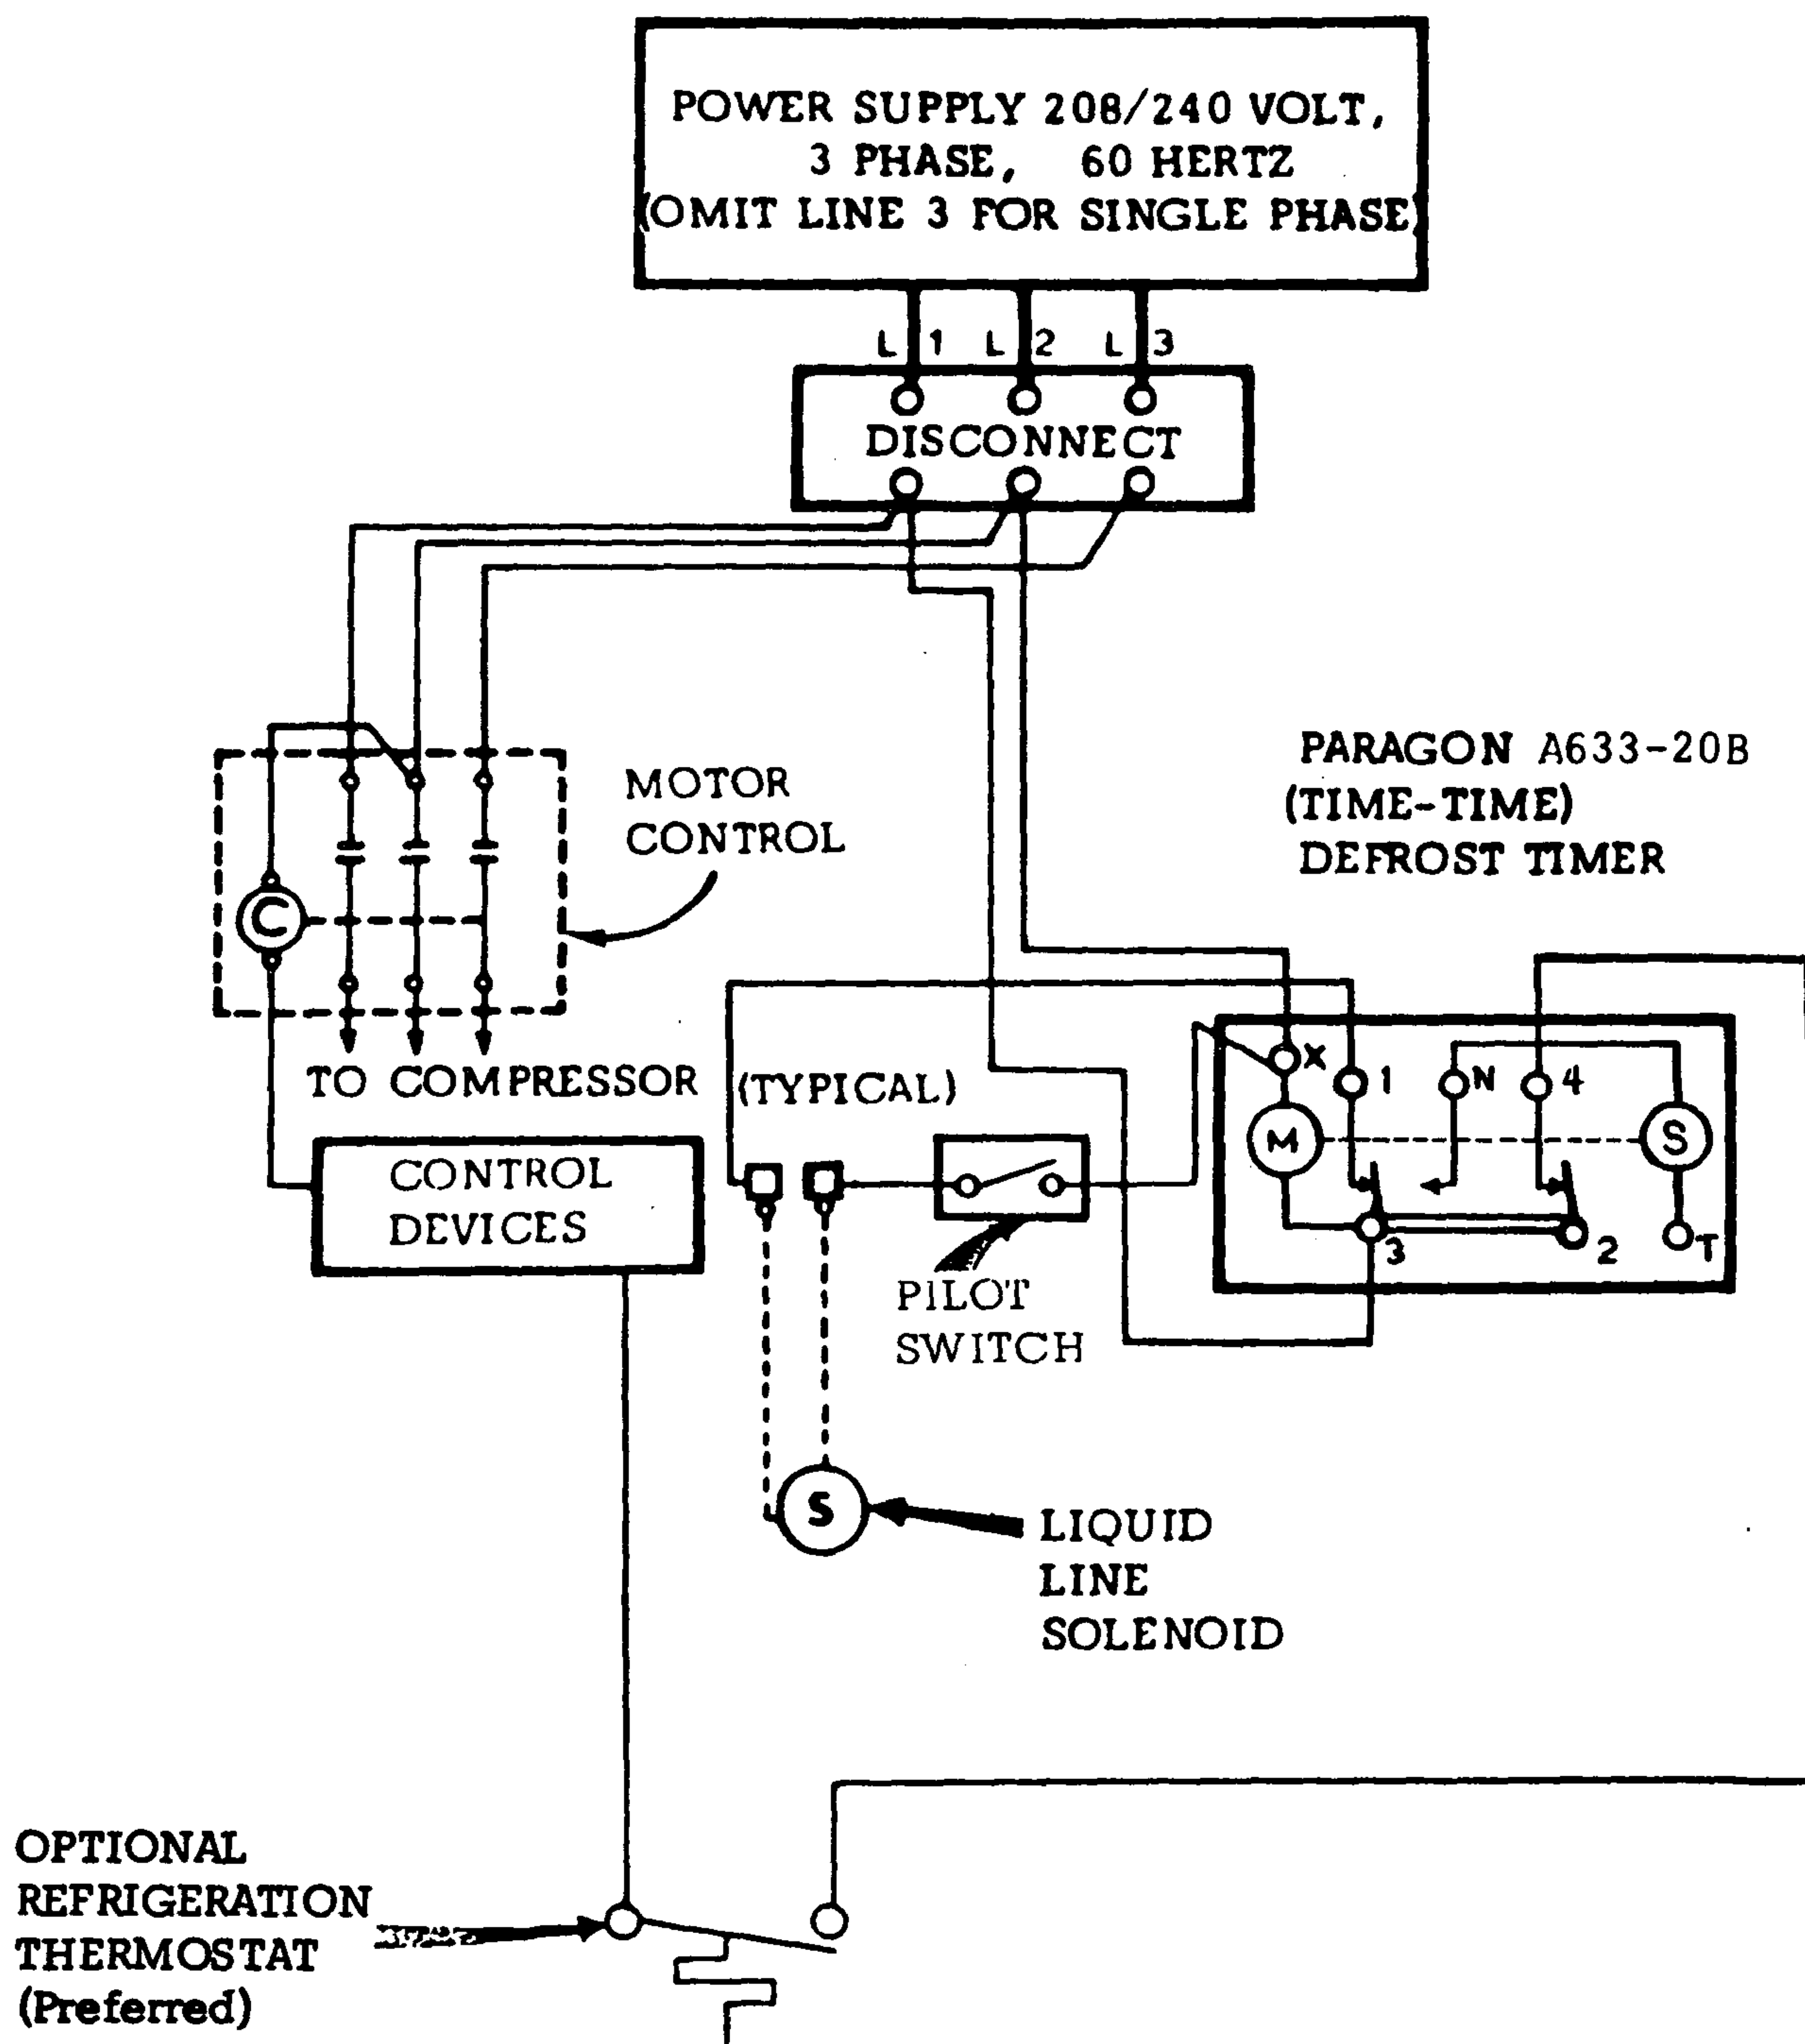 POWER SUPPLY 208/240 VOLT,
3 PHASE, 60 HERTZ
(OMIT LINE 3 FOR SINGLE PHASE)
L 1 L 2 L 3
DISCONNECT
PARAGON A633-20B
(TIME-TIME)
DEFROST TIMER
MOTOR
CONTROL
C
TO COMPRESSOR
(TYPICAL)
X 1 N 4
M S
3 2 T
CONTROL
DEVICES
PILOT
SWITCH
S
LIQUID
LINE
SOLENOID
OPTIONAL
REFRIGERATION
THERMOSTAT
(Preferred)